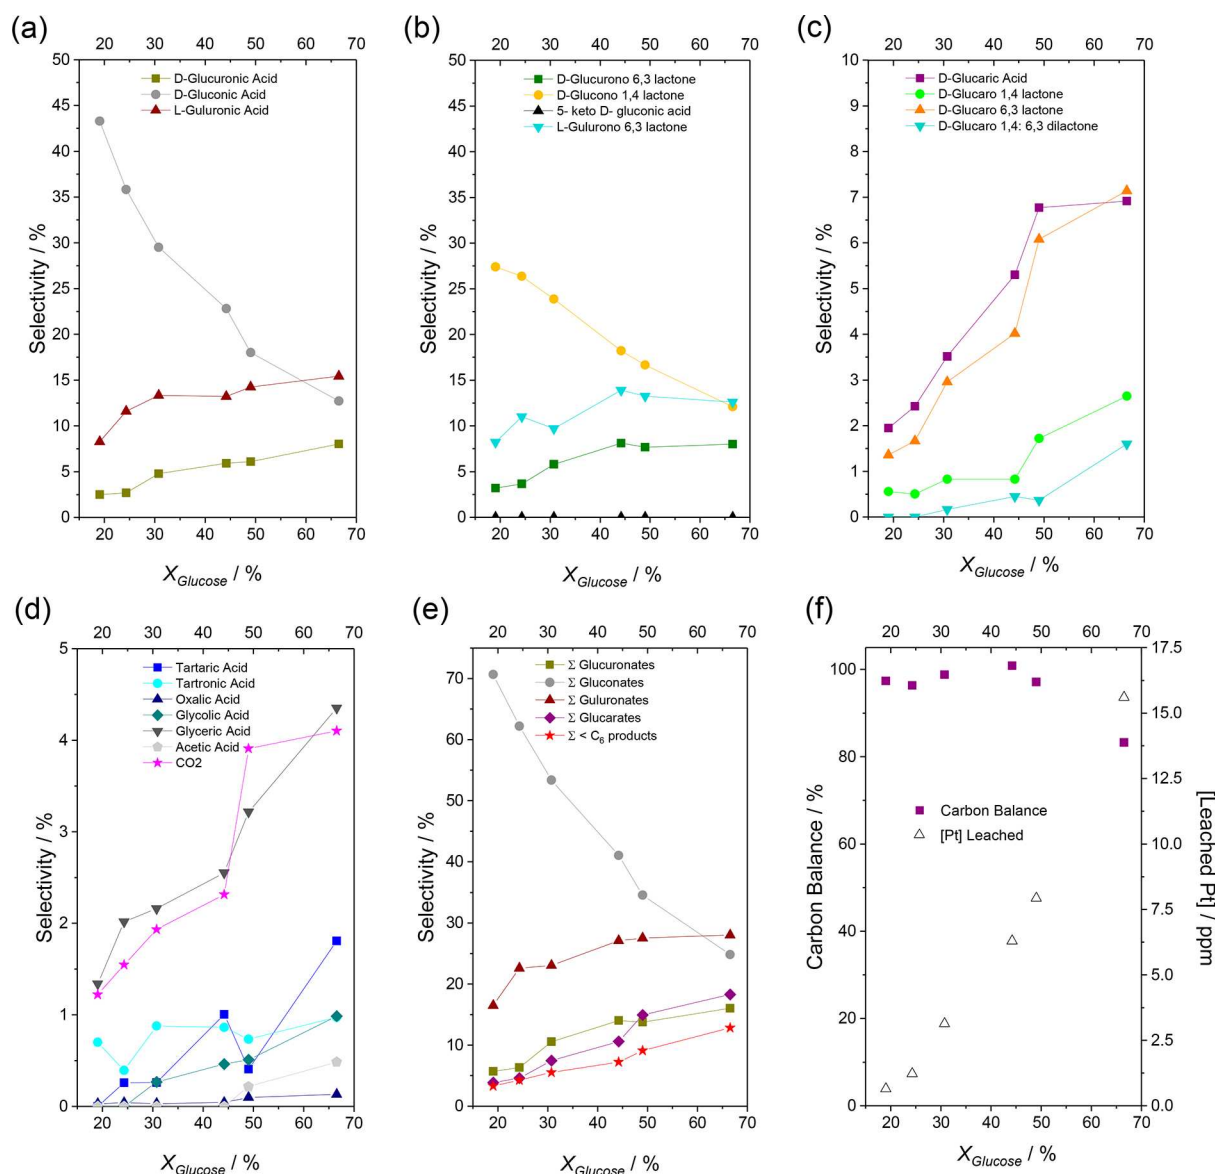 (a)
20 30 40 50 60 70
50
45
40
35
30
25
20
15
10
5
0
Selectivity / %
D-Glucuronic Acid
D-Gluconic Acid
L-Guluronic Acid
20 30 40 50 60 70
X_Glucose / %
(b)
20 30 40 50 60 70
50
45
40
35
30
25
20
15
10
5
0
Selectivity / %
D-Glucurono 6,3 lactone
D-Glucono 1,4 lactone
5- keto D- gluconic acid
L-Gulurono 6,3 lactone
20 30 40 50 60 70
X_Glucose / %
(c)
20 30 40 50 60 70
10
9
8
7
6
5
4
3
2
1
0
Selectivity / %
D-Glucaric Acid
D-Glucaro 1,4 lactone
D-Glucaro 6,3 lactone
D-Glucaro 1,4: 6,3 dilactone
20 30 40 50 60 70
X_Glucose / %
(d)
20 30 40 50 60 70
5
4
3
2
1
0
Selectivity / %
Tartaric Acid
Tartronic Acid
Oxalic Acid
Glycolic Acid
Glyceric Acid
Acetic Acid
CO2
20 30 40 50 60 70
X_Glucose / %
(e)
20 30 40 50 60 70
70
60
50
40
30
20
10
0
Selectivity / %
Σ Glucuronates
Σ Gluconates
Σ Guluronates
Σ Glucarates
Σ < C₆ products
20 30 40 50 60 70
X_Glucose / %
(f)
20 30 40 50 60 70
100
80
60
40
20
0
Carbon Balance / %
Carbon Balance
[Pt] Leached
17.5
15.0
12.5
10.0
7.5
5.0
2.5
0.0
[Leached Pt] / ppm
20 30 40 50 60 70
X_Glucose / %